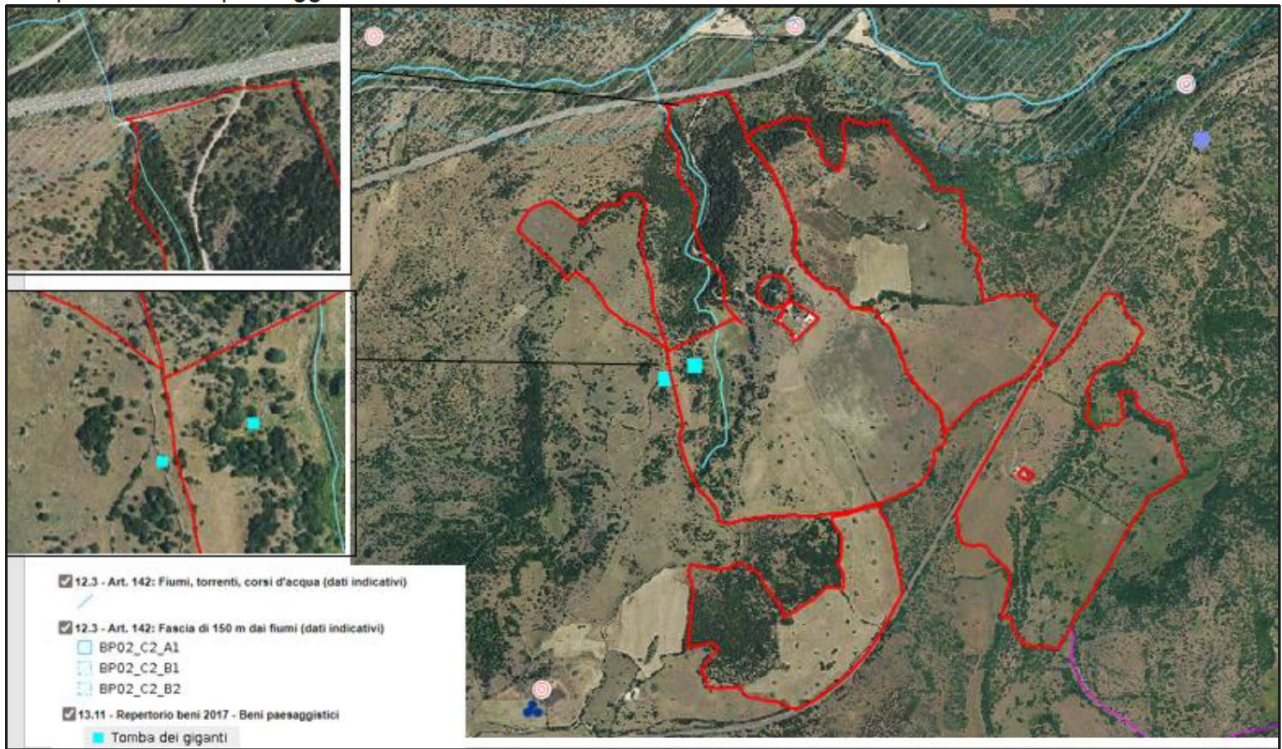 12.3 - Art. 142: Fiumi, torrenti, corsi d'acqua (dati indicativi)
12.3 - Art. 142: Fascia di 150 m dai fiumi (dati indicativi)
BP02_C2_A1
BP02_C2_B1
BP02_C2_B2
13.11 - Repertorio beni 2017 - Beni paesaggistici
Tomba dei giganti